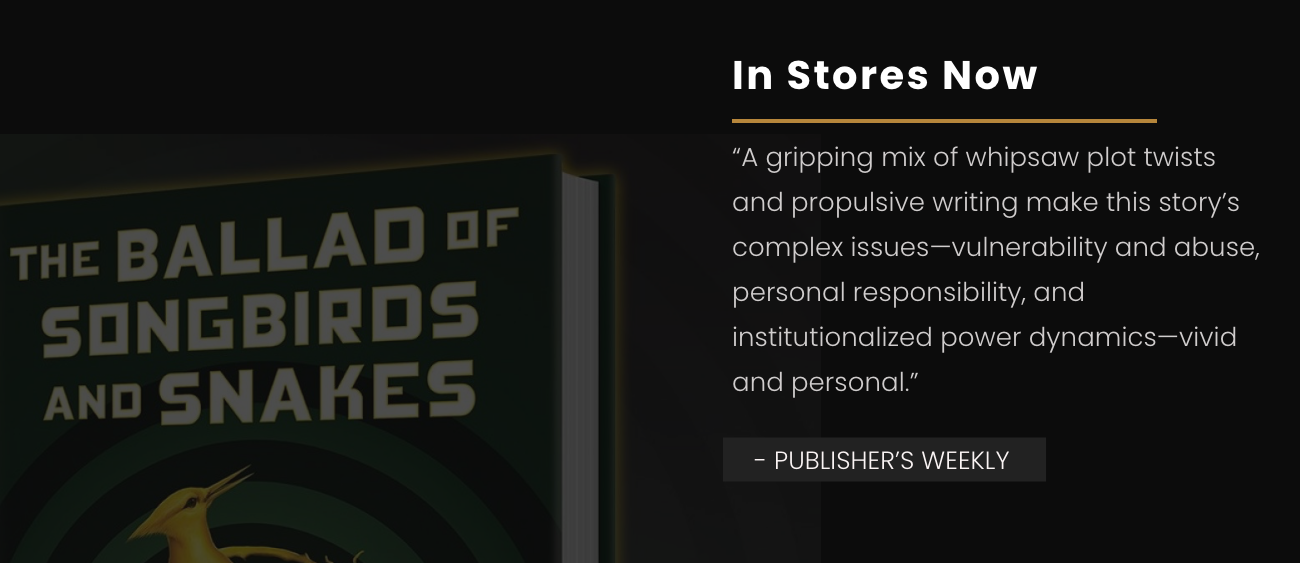 In Stores Now
“A gripping mix of whipsaw plot twists
and propulsive writing make this story’s
complex issues—vulnerability and abuse,
personal responsibility, and
institutionalized power dynamics—vivid
and personal.”
- PUBLISHER’S WEEKLY
THE BALLAD OF
SONGBIRDS
AND SNAKES